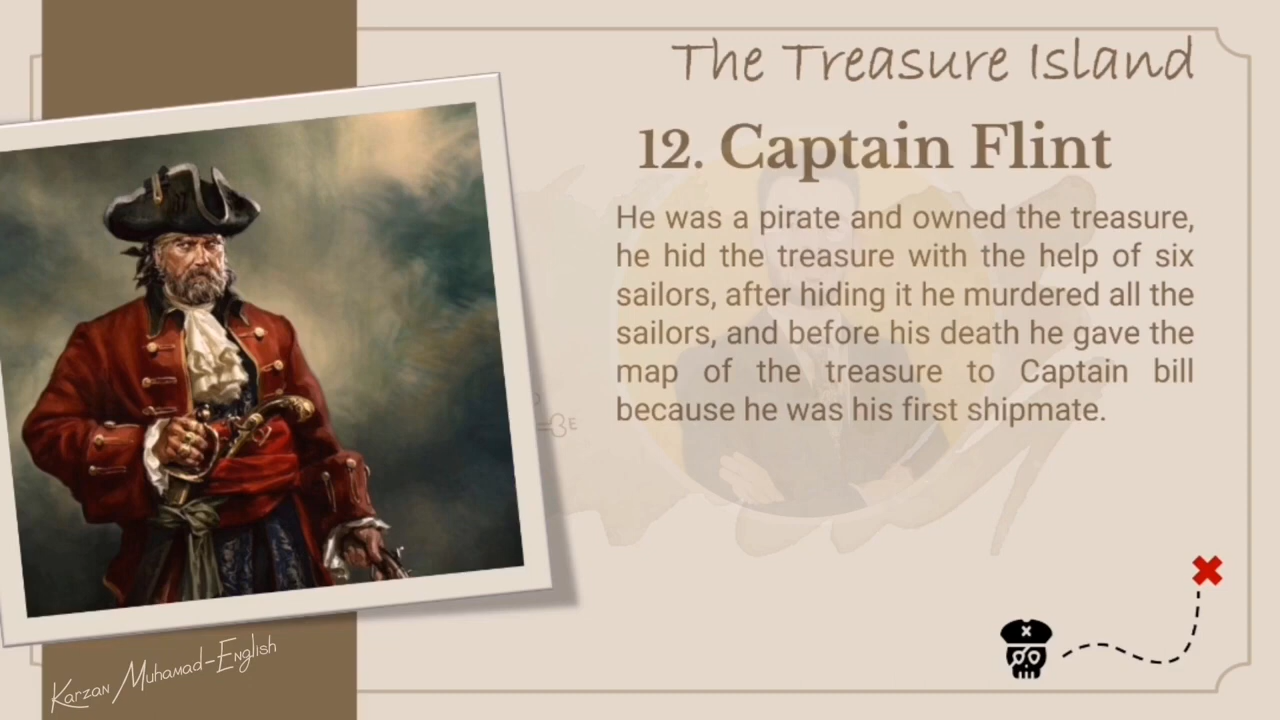 The Treasure Island
12. Captain Flint
He was a pirate and owned the treasure,
he hid the treasure with the help of six
sailors, after hiding it he murdered all the
sailors, and before his death he gave the
map of the treasure to Captain bill
because he was his first shipmate.
Karzan Muhamad-English